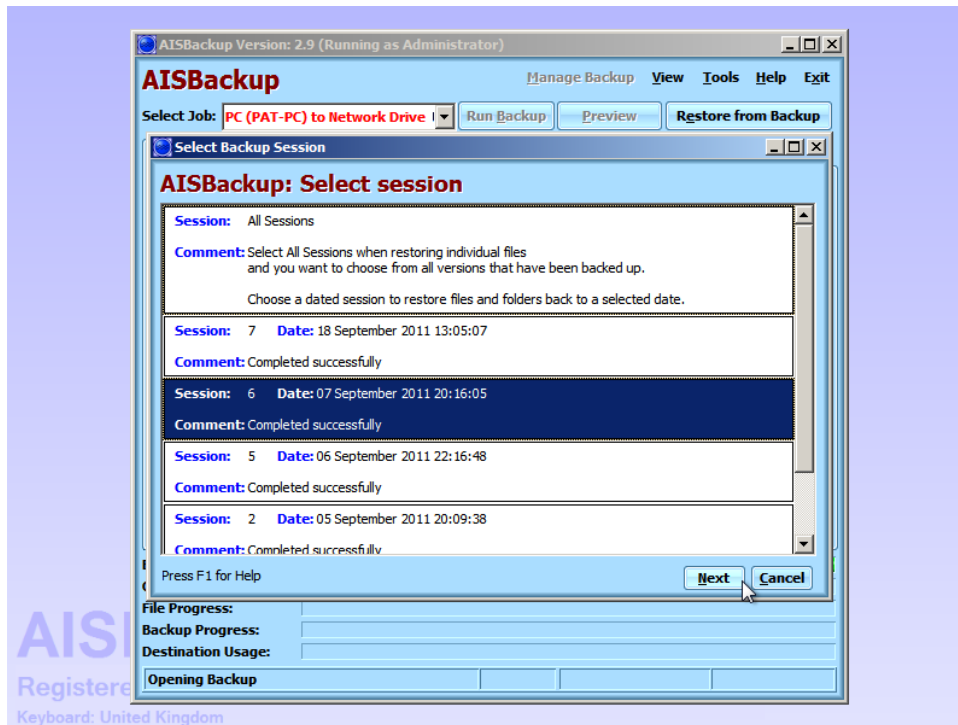 AISBackup Version: 2.9 (Running as Administrator)
AISBackup
Manage Backup View Tools Help Exit
Select Job: PC (PAT-PC) to Network Drive Run Backup Preview Restore from Backup
Select Backup Session
AISBackup: Select session
Session: All Sessions
Comment: Select All Sessions when restoring individual files
and you want to choose from all versions that have been backed up.
Choose a dated session to restore files and folders back to a selected date.
Session: 7 Date: 18 September 2011 13:05:07
Comment: Completed successfully
Session: 6 Date: 07 September 2011 20:16:05
Comment: Completed successfully
Session: 5 Date: 06 September 2011 22:16:48
Comment: Completed successfully
Session: 2 Date: 05 September 2011 20:09:38
Comment: Completed successfully
Press F1 for Help Next Cancel
File Progress:
Backup Progress:
Destination Usage:
Opening Backup
AIS
Registere
Keyboard: United Kingdom